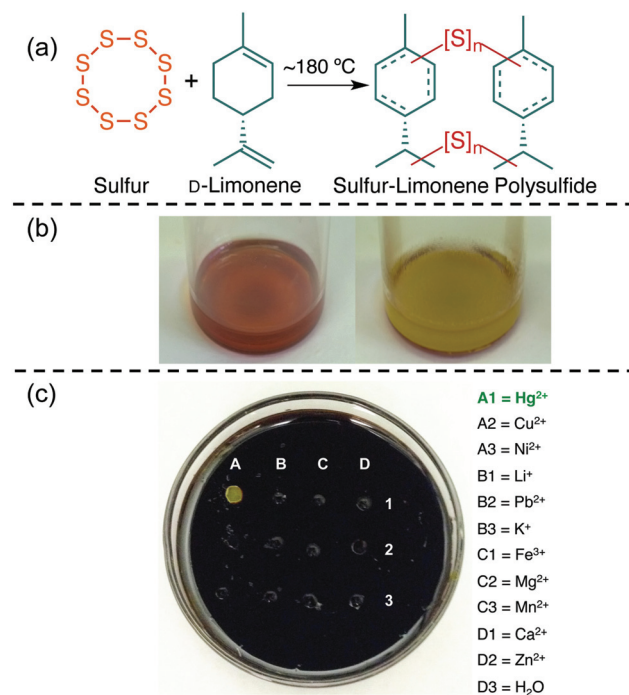 (a)
S
S
S
S
S
S
S
S
+
~180 ºC
[S]n
[S]n
Sulfur
D-Limonene
Sulfur-Limonene Polysulfide
(b)
(c)
A B C D
1
2
3
A1 = Hg²⁺
A2 = Cu²⁺
A3 = Ni²⁺
B1 = Li⁺
B2 = Pb²⁺
B3 = K⁺
C1 = Fe³⁺
C2 = Mg²⁺
C3 = Mn²⁺
D1 = Ca²⁺
D2 = Zn²⁺
D3 = H₂O